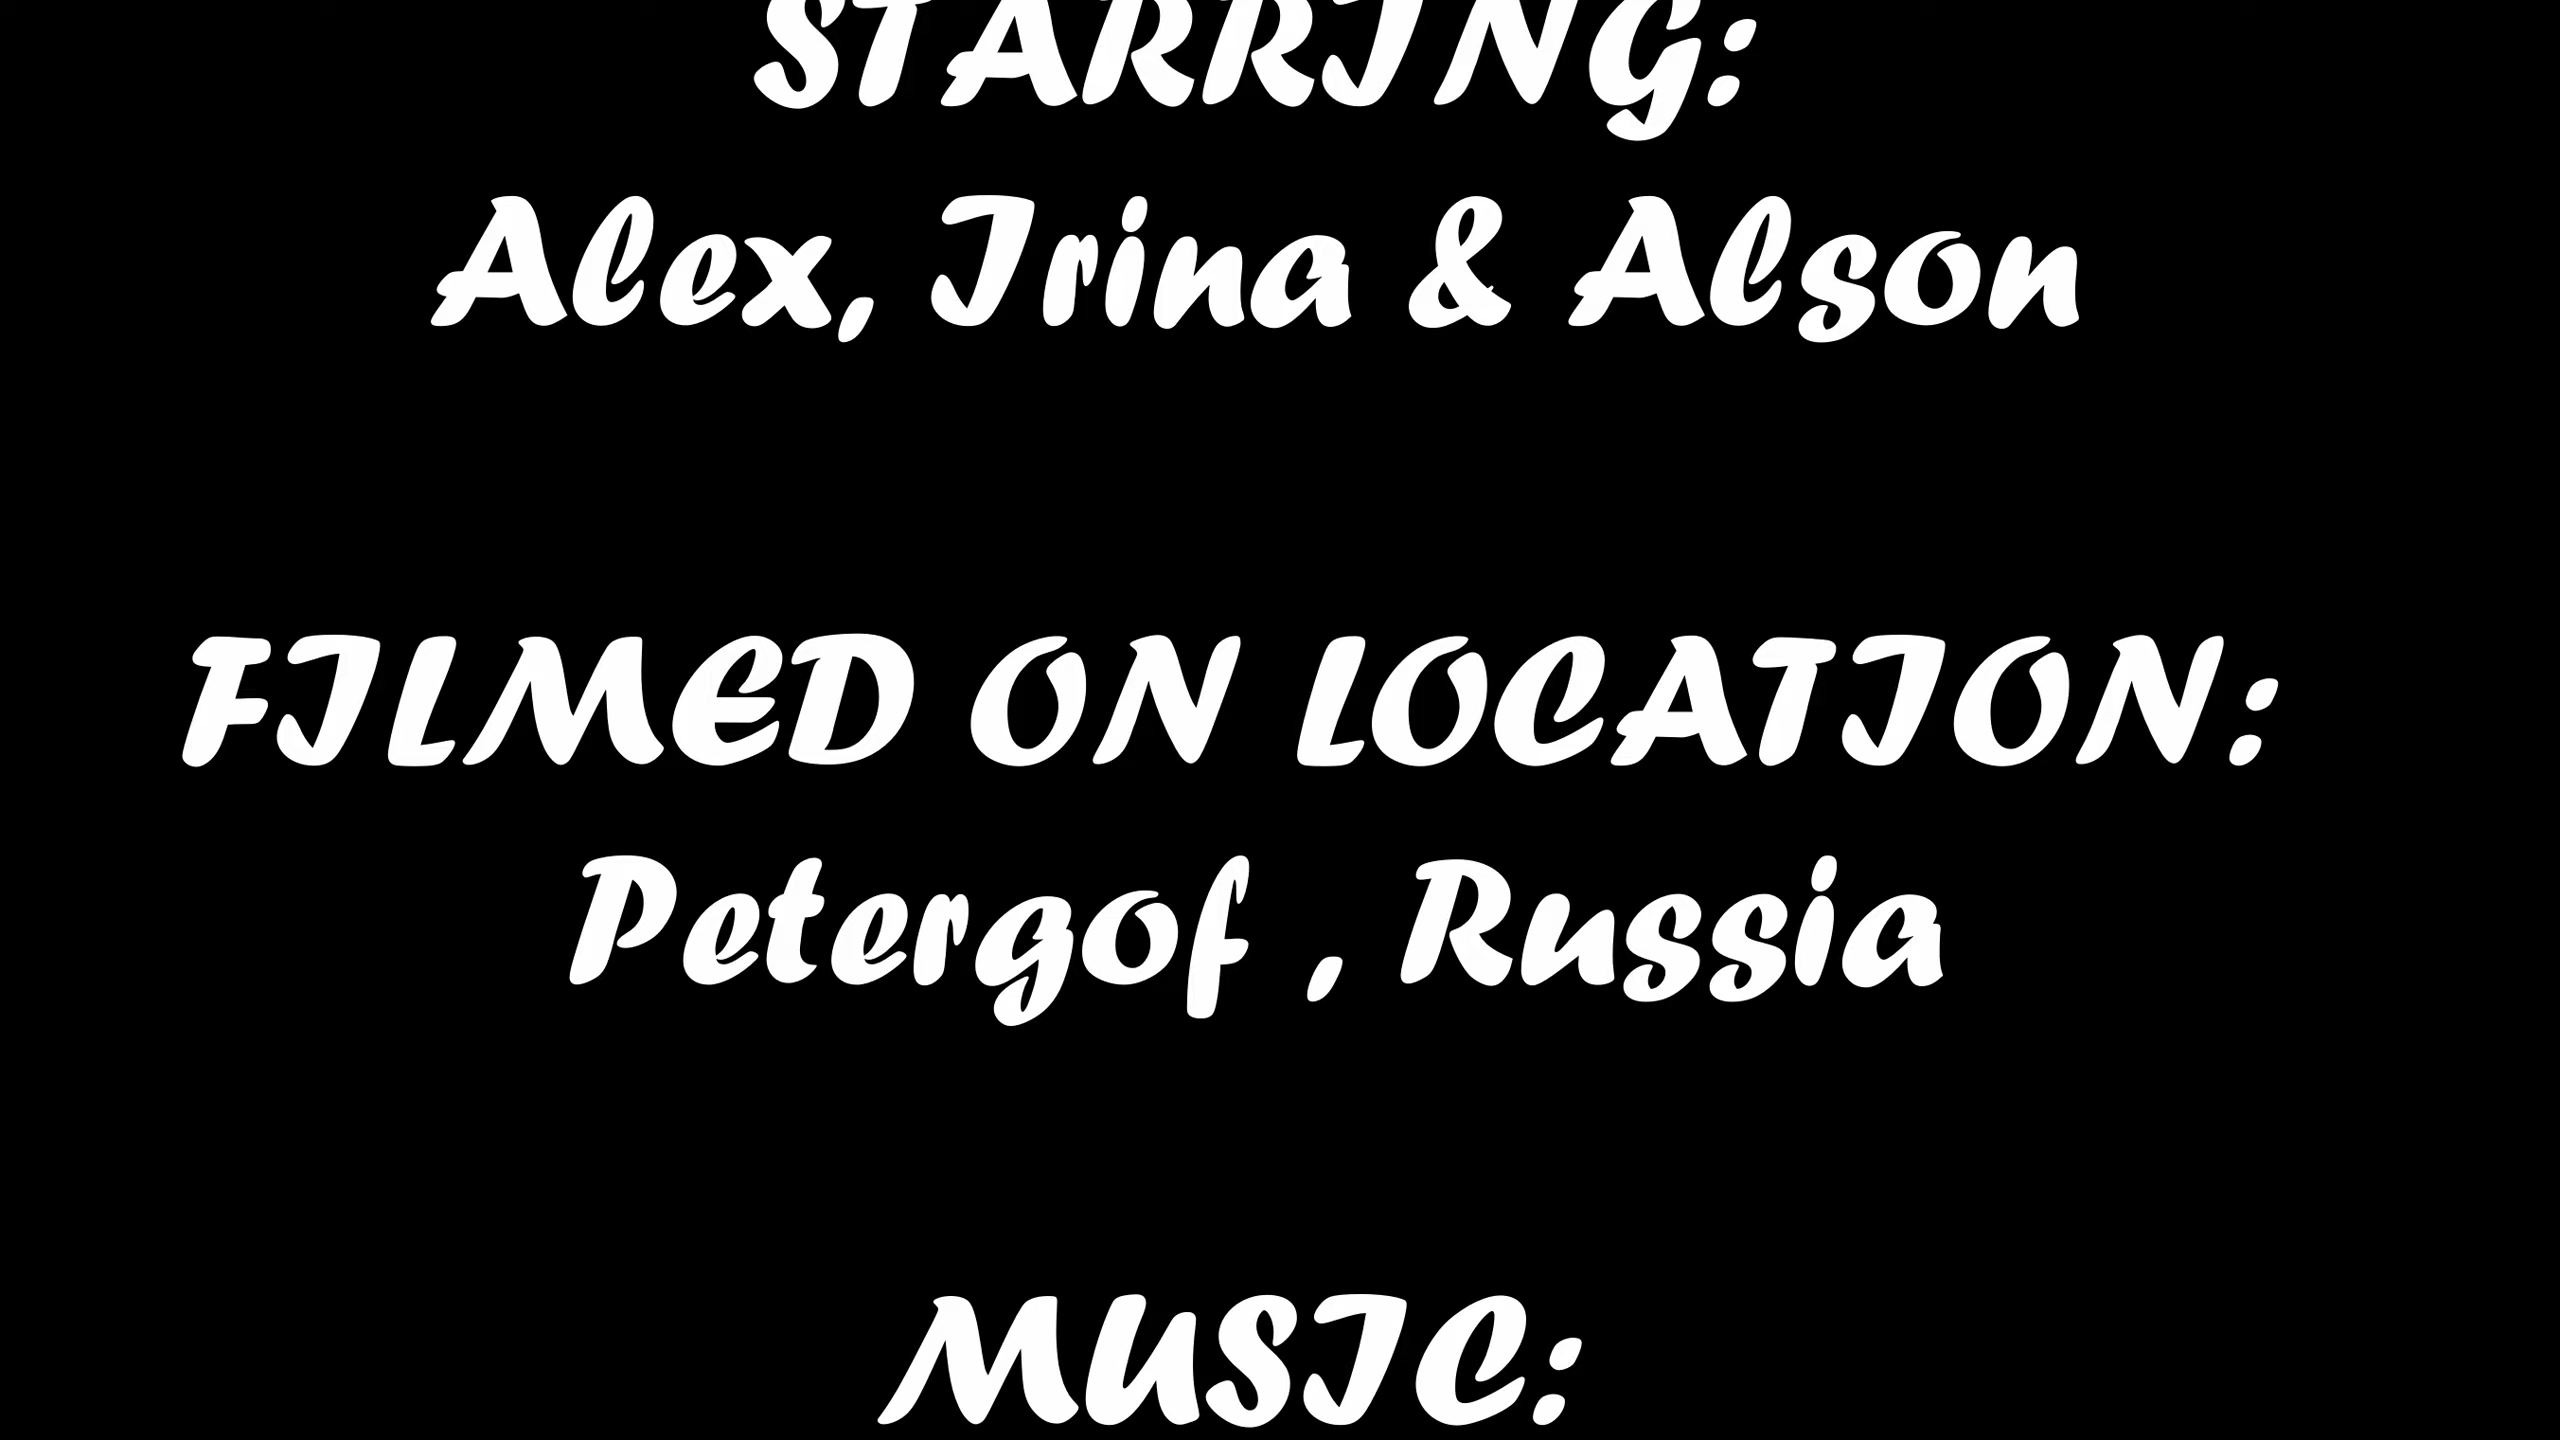 STARRING:
Alex, Irina & Alson
FILMED ON LOCATION:
Petergof , Russia
MUSIC: